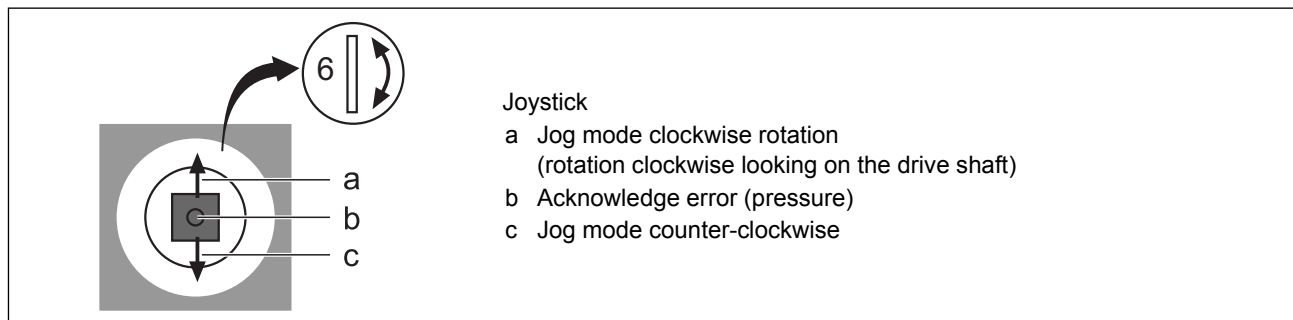 6
a
b
c
Joystick
a Jog mode clockwise rotation
(rotation clockwise looking on the drive shaft)
b Acknowledge error (pressure)
c Jog mode counter-clockwise